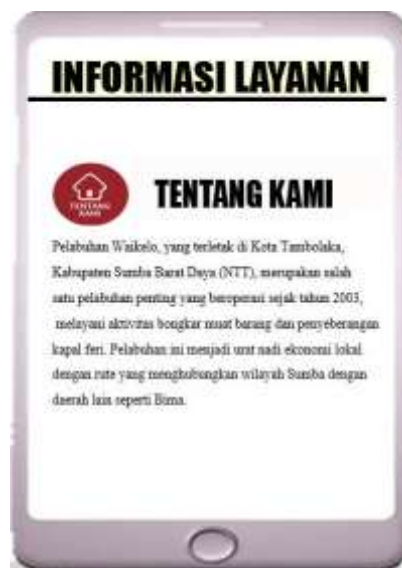 INFORMASI LAYANAN
TENTANG
KAMI
TENTANG KAMI
Pelabuhan Waikelo, yang terletak di Kota Tambolaka,
Kabupaten Sumba Barat Daya (NTT), merupakan salah
satu pelabuhan penting yang beroperasi sejak tahun 2003,
melayani aktivitas bongkar muat barang dan penyeberangan
kapal feri. Pelabuhan ini menjadi urat nadi ekonomi lokal
dengan rute yang menghubungkan wilayah Sumba dengan
daerah lain seperti Bima.